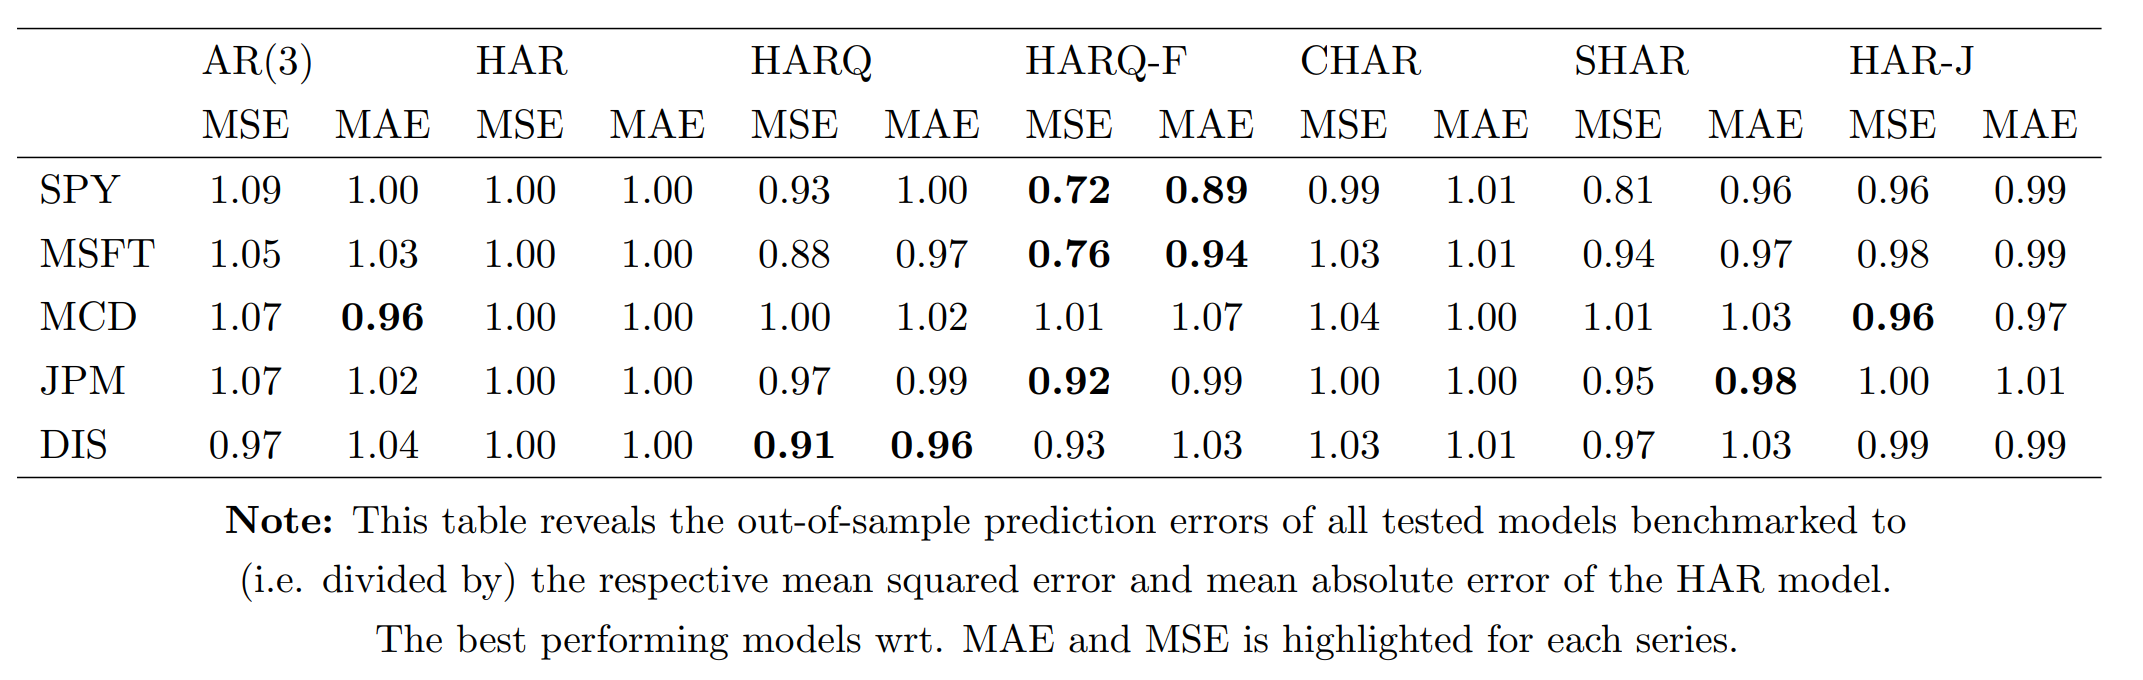 AR(3) HAR HARQ HARQ-F CHAR SHAR HAR-J
MSE MAE MSE MAE MSE MAE MSE MAE MSE MAE MSE MAE MSE MAE
SPY 1.09 1.00 1.00 1.00 0.93 1.00 0.72 0.89 0.99 1.01 0.81 0.96 0.96 0.99
MSFT 1.05 1.03 1.00 1.00 0.88 0.97 0.76 0.94 1.03 1.01 0.94 0.97 0.98 0.99
MCD 1.07 0.96 1.00 1.00 1.00 1.02 1.01 1.07 1.04 1.00 1.01 1.03 0.96 0.97
JPM 1.07 1.02 1.00 1.00 0.97 0.99 0.92 0.99 1.00 1.00 0.95 0.98 1.00 1.01
DIS 0.97 1.04 1.00 1.00 0.91 0.96 0.93 1.03 1.03 1.01 0.97 1.03 0.99 0.99
Note: This table reveals the out-of-sample prediction errors of all tested models benchmarked to
(i.e. divided by) the respective mean squared error and mean absolute error of the HAR model.
The best performing models wrt. MAE and MSE is highlighted for each series.